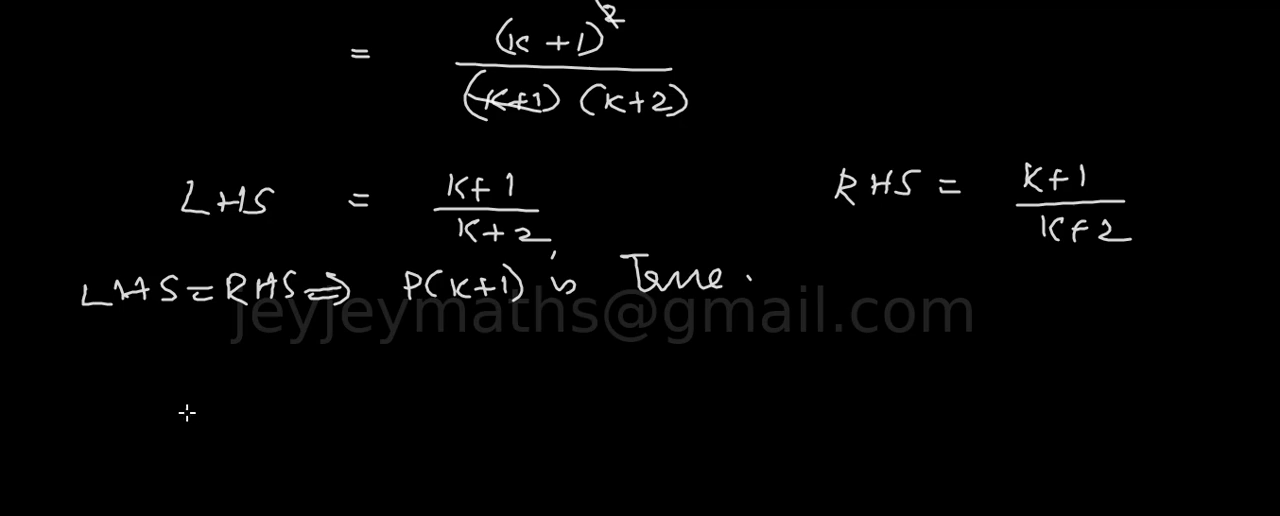 = (K+1)^2 / (K+1) (K+2)
LHS = K+1 / K+2
RHS = K+1 / K+2
LHS = RHS ⇒ P(K+1) is True.
jeyjeymaths@gmail.com